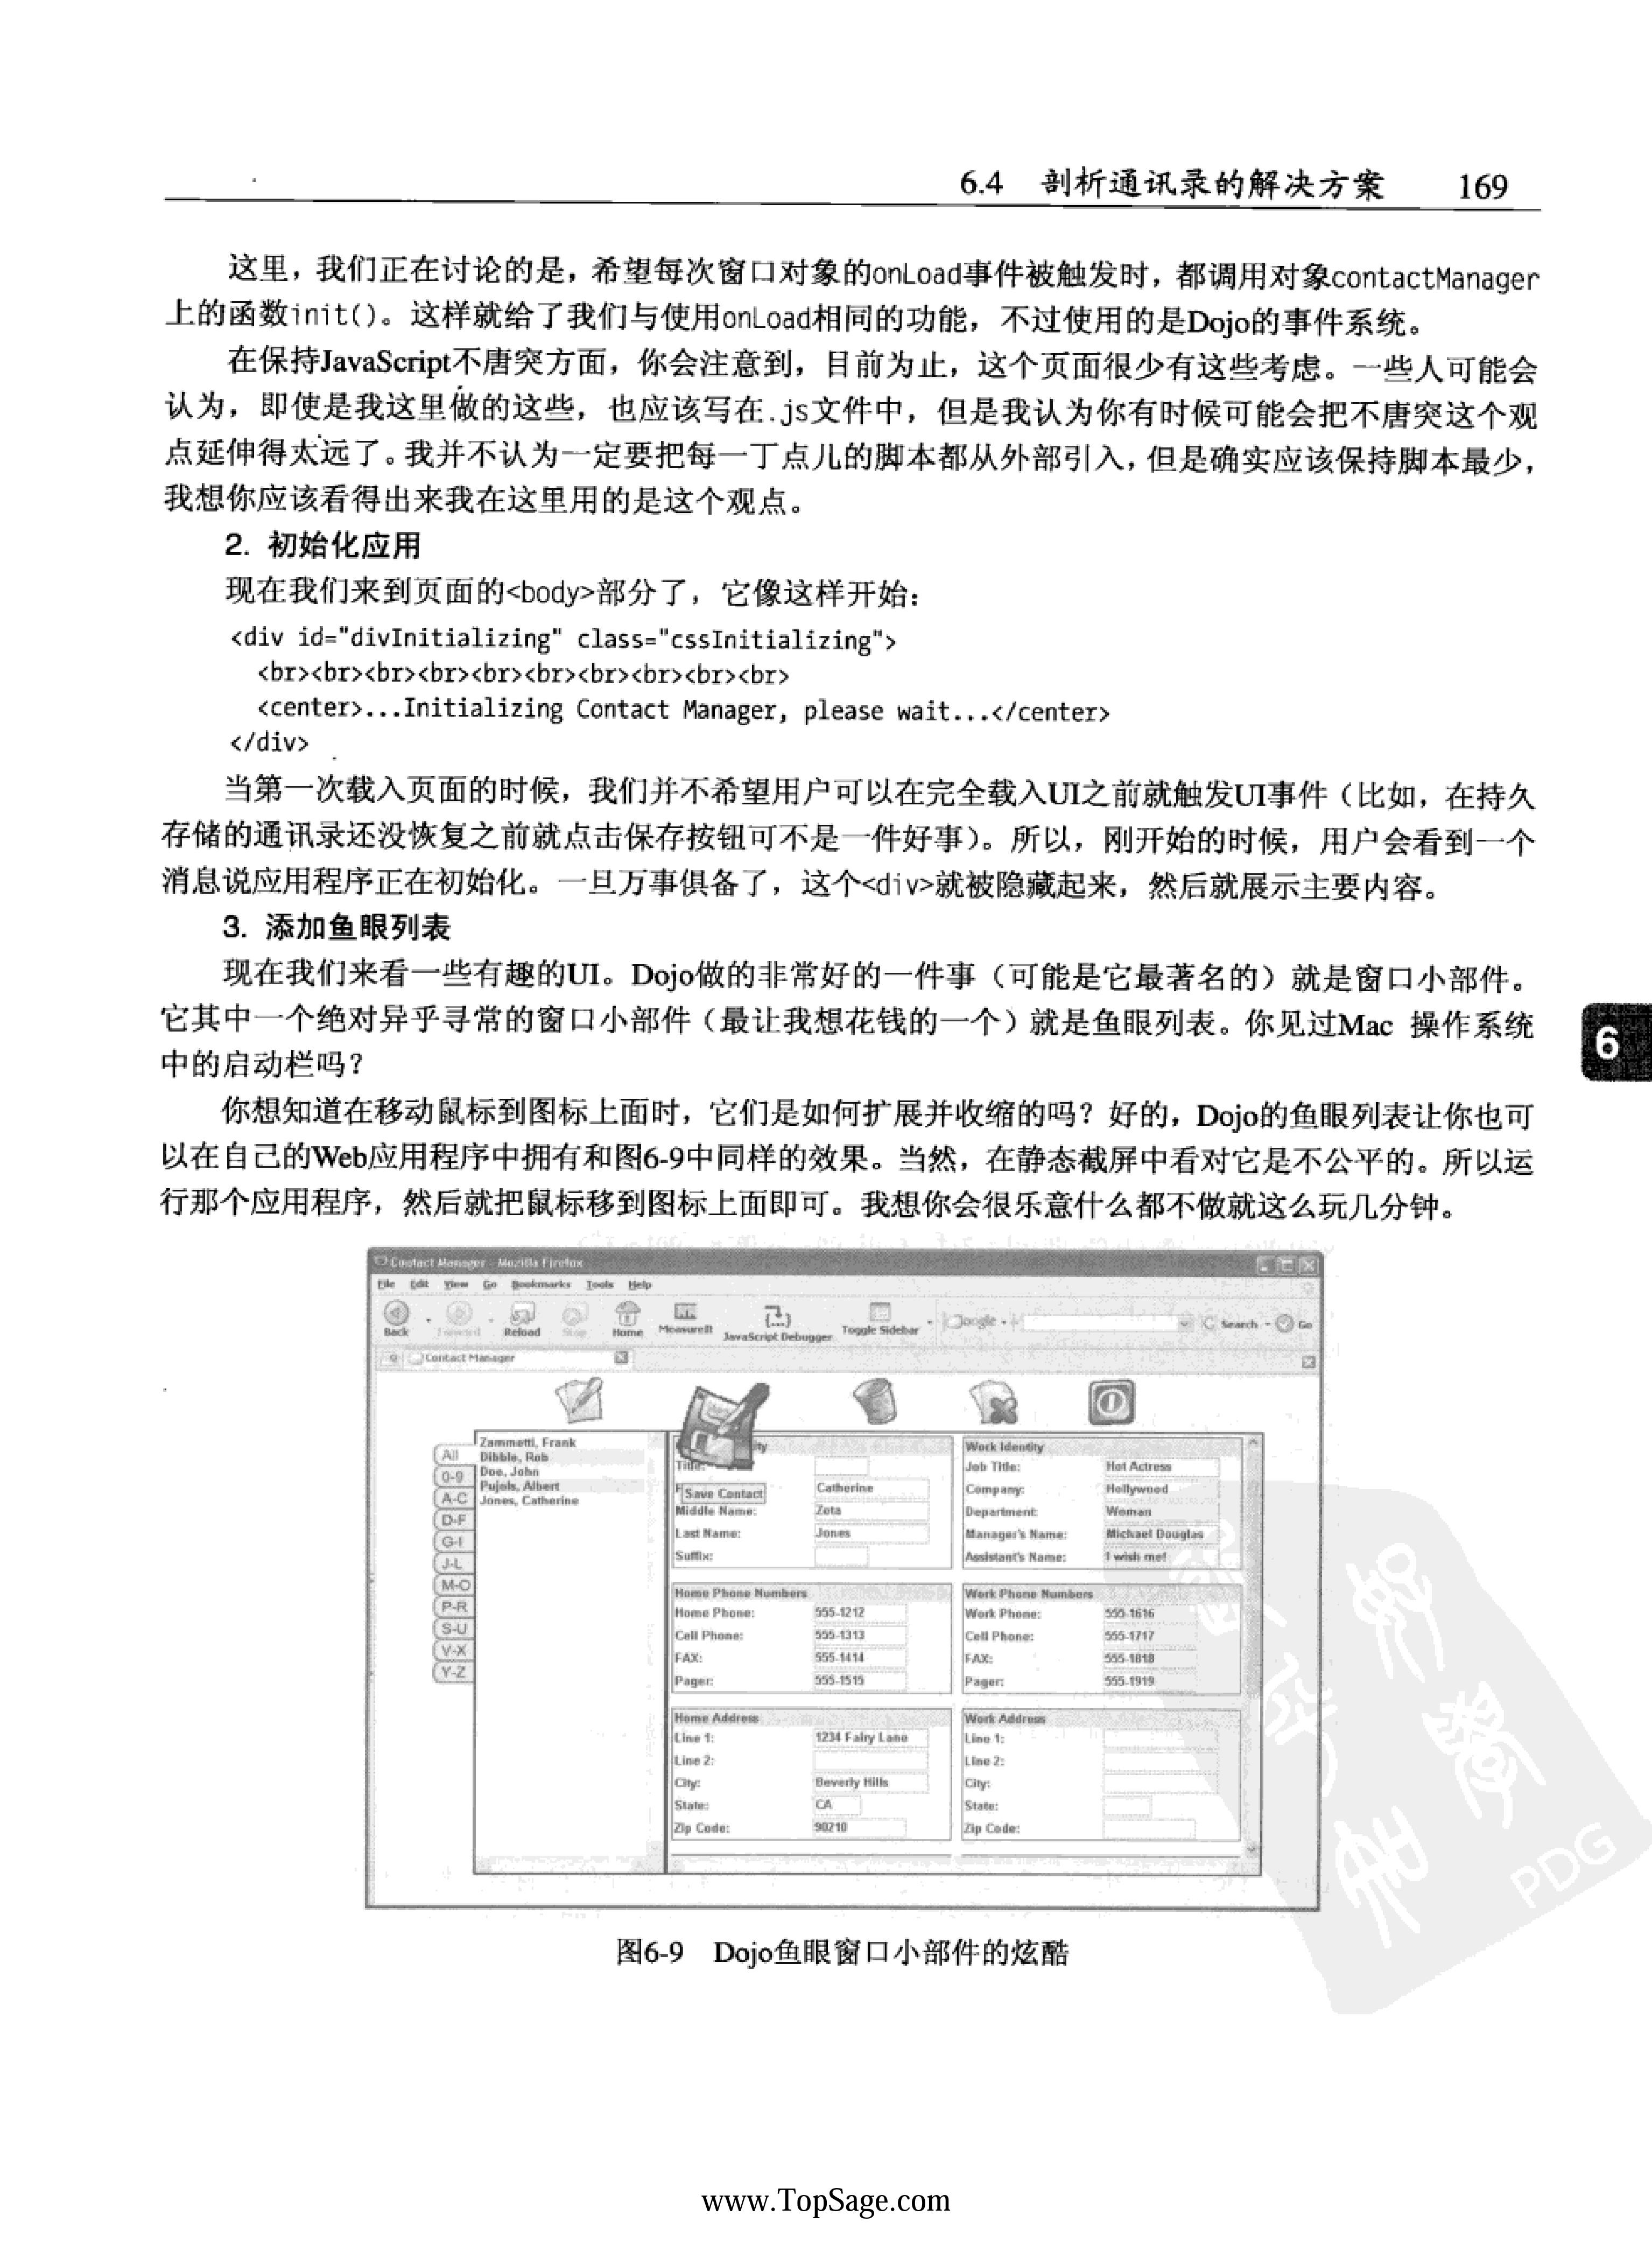 6.4 剖析通讯录的解决方案 169
这里，我们正在讨论的是，希望每次窗口对象的onLoad事件被触发时，都调用对象contactManager
上的函数init()。这样就给了我们与使用onLoad相同的功能，不过使用的是Dojo的事件系统。
在保持JavaScript不唐突方面，你会注意到，目前为止，这个页面很少有这些考虑。一些人可能会
认为，即使是我这里做的这些，也应该写在.js文件中，但是我认为你有时候可能会把不唐突这个观
点延伸得太远了。我并不认为一定要把每一丁点儿的脚本都从外部引入，但是确实应该保持脚本最少，
我想你应该看得出来我在这里用的是这个观点。
2. 初始化应用
现在我们来到页面的<body>部分了，它像这样开始：
<div id="divInitializing" class="cssInitializing">
<br><br><br><br><br><br><br><br><br><br>
<center>...Initializing Contact Manager, please wait...</center>
</div>
当第一次载入页面的时候，我们并不希望用户可以在完全载入UI之前就触发UI事件（比如，在持久
存储的通讯录还没恢复之前就点击保存按钮可不是一件好事）。所以，刚开始的时候，用户会看到一个
消息说应用程序正在初始化。一旦万事俱备了，这个<div>就被隐藏起来，然后就展示主要内容。
3. 添加鱼眼列表
现在我们来看一些有趣的UI。Dojo做的非常好的一件事（可能是它最著名的）就是窗口小部件。
它其中一个绝对异乎寻常的窗口小部件（最让我想花钱的一个）就是鱼眼列表。你见过Mac 操作系统
中的启动栏吗？
6
你想知道在移动鼠标到图标上面时，它们是如何扩展并收缩的吗？好的，Dojo的鱼眼列表让你也可
以在自己的Web应用程序中拥有和图6-9中同样的效果。当然，在静态截屏中看对它是不公平的。所以运
行那个应用程序，然后就把鼠标移到图标上面即可。我想你会很乐意什么都不做就这么玩几分钟。
Contact Manager - Mozilla Firefox
File Edit View Go Bookmarks Tools Help
Back Forward Reload Stop Home MeasureIt JavaScript Debugger Toggle Sidebar Google Search Go
Contact Manager
All
0-9
A-C
D-F
G-I
J-L
M-O
P-R
S-U
V-X
Y-Z
Zammetti, Frank
Dibble, Rob
Doe, John
Pujols, Albert
Jones, Catherine
Title:
Save Contact
Catherine
Middle Name: Zeta
Last Name: Jones
Suffix:
Work Identity
Job Title: Hot Actress
Company: Hollywood
Department: Woman
Manager's Name: Michael Douglas
Assistant's Name: I wish me!
Home Phone Numbers
Home Phone: 555-1212
Cell Phone: 555-1313
FAX: 555-1414
Pager: 555-1515
Work Phone Numbers
Work Phone: 555-1616
Cell Phone: 555-1717
FAX: 555-1818
Pager: 555-1919
Home Address
Line 1: 1234 Fairy Lane
Line 2:
City: Beverly Hills
State: CA
Zip Code: 90210
Work Address
Line 1:
Line 2:
City:
State:
Zip Code:
图6-9 Dojo鱼眼窗口小部件的炫酷
PDG
www.TopSage.com